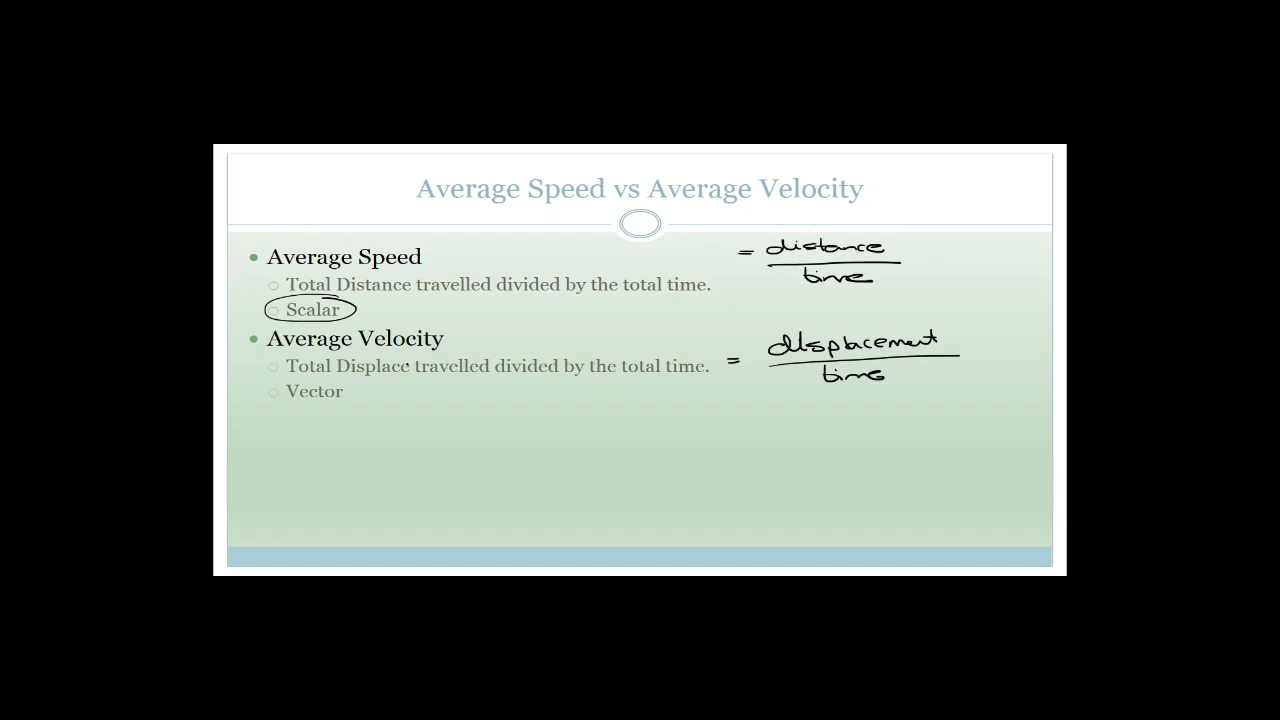 Average Speed vs Average Velocity
Average Speed
= distance
time
Total Distance travelled divided by the total time.
Scalar
Average Velocity
= displacement
time
Total Displace travelled divided by the total time.
Vector